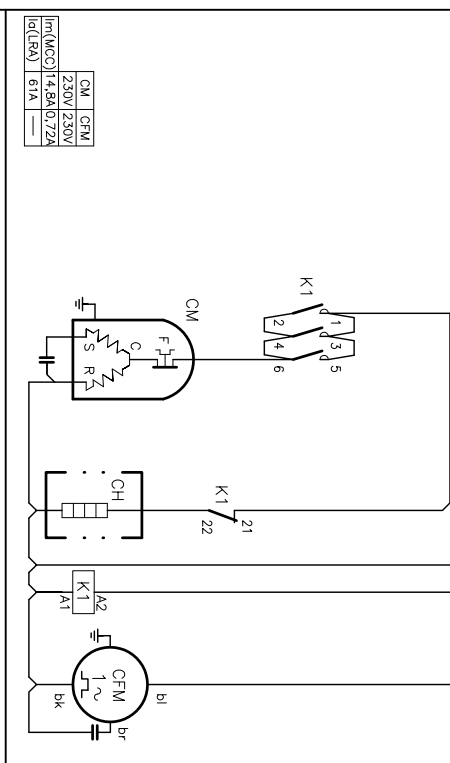 CM CFM
230V 230V
Im(MCC) 14,8A 0,72A
Ia(LRA) 61A —
K1
1 3 5
2 4 6
CM
F
C
S R
K1
21
22
CH
K1
A2
A1
CFM
1 ~
bl
bk
br